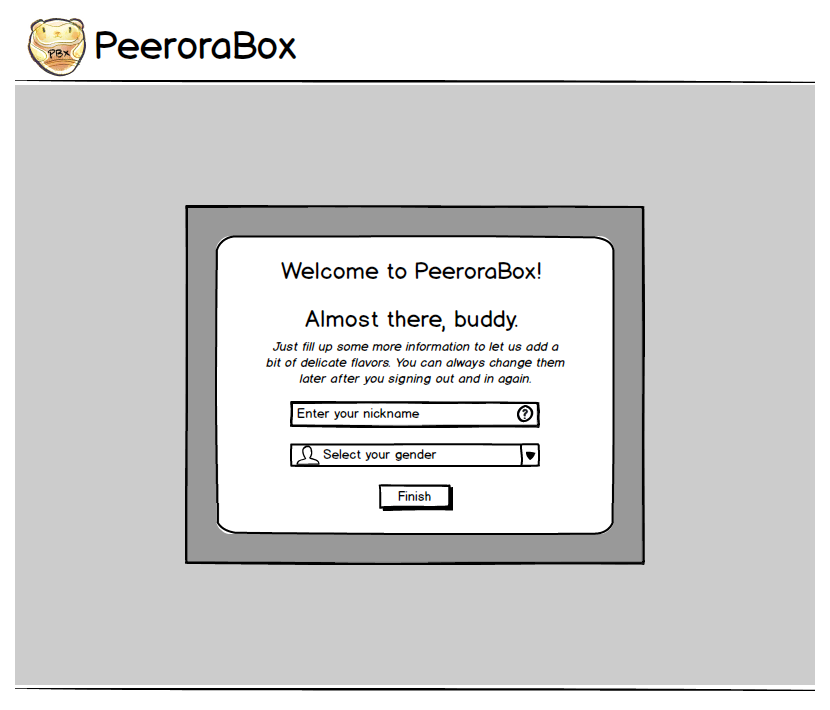 PBx
PeeroraBox
Welcome to PeeroraBox!
Almost there, buddy.
Just fill up some more information to let us add a
bit of delicate flavors. You can always change them
later after you signing out and in again.
Enter your nickname ?
Select your gender
Finish